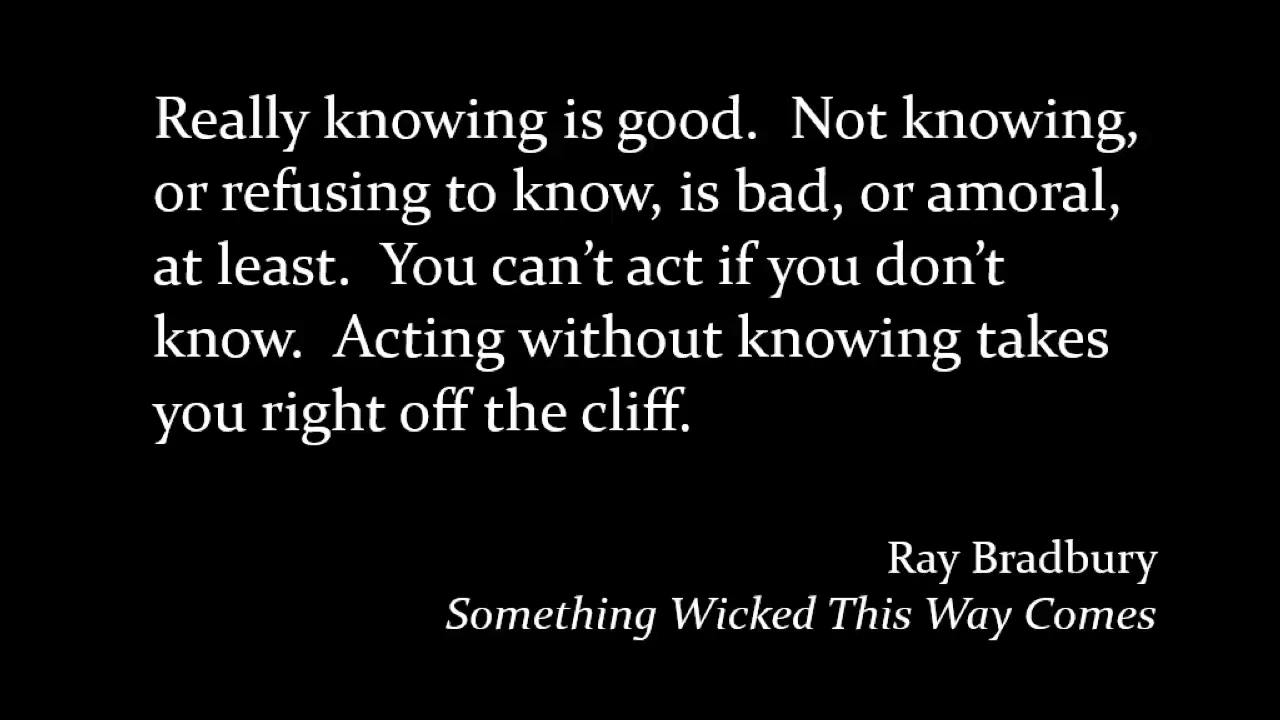 Really knowing is good.  Not knowing,
or refusing to know, is bad, or amoral,
at least.  You can’t act if you don’t
know.  Acting without knowing takes
you right off the cliff.
Ray Bradbury
Something Wicked This Way Comes